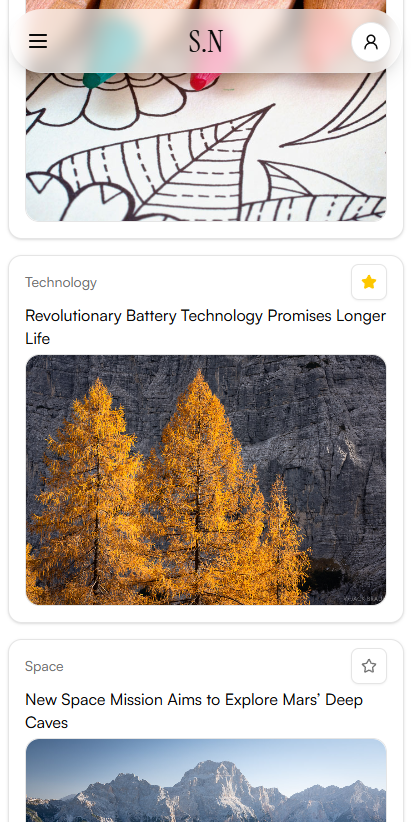 S.N
Technology
Revolutionary Battery Technology Promises Longer
Life
Space
New Space Mission Aims to Explore Mars’ Deep
Caves